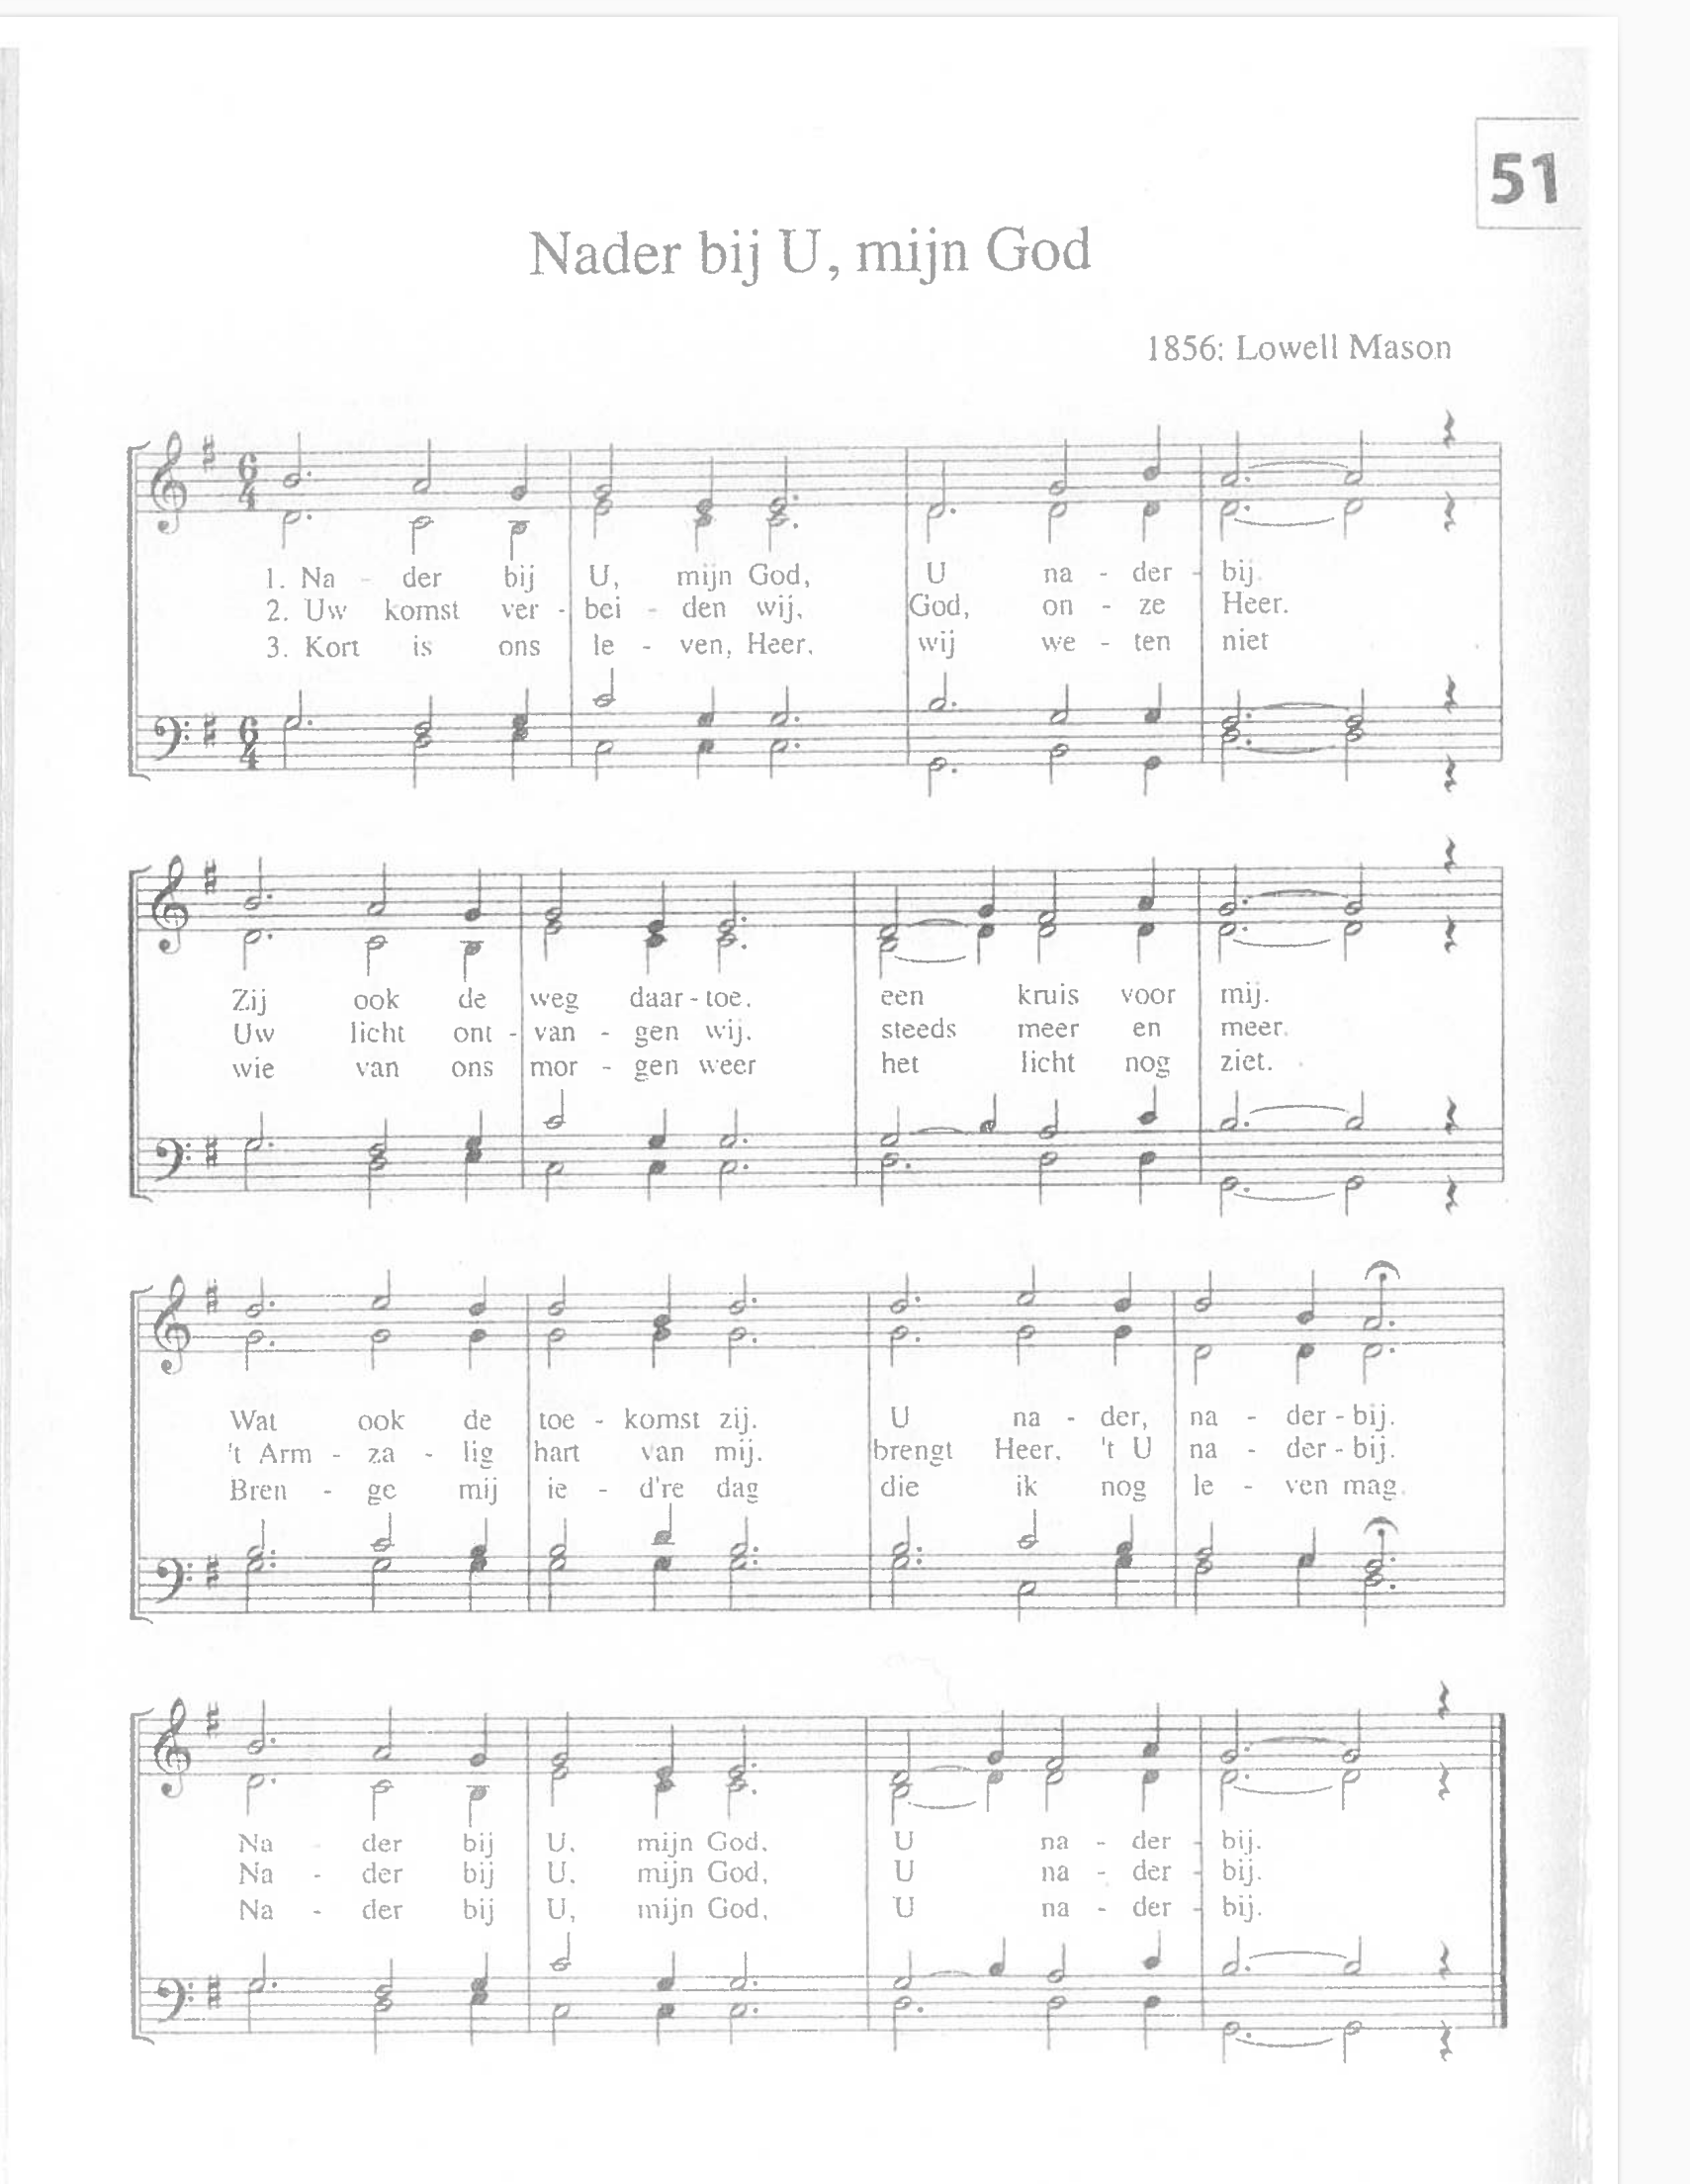 51
Nader bij U, mijn God
1856: Lowell Mason
6
4
1. Na - der bij U, mijn God, U na - der - bij.
2. Uw komst ver - bei - den wij, God, on - ze Heer.
3. Kort is ons le - ven, Heer, wij we - ten niet
6
4
Zij ook de weg daar - toe, een kruis voor mij.
Uw licht ont - van - gen wij, steeds meer en meer.
wie van ons mor - gen weer het licht nog ziet.
Wat ook de toe - komst zij. U na - der, na - der - bij.
't Arm - za - lig hart van mij. brengt Heer, 't U na - der - bij.
Bren - ge mij ie - d're dag die ik nog le - ven mag.
Na - der bij U, mijn God, U na - der - bij.
Na - der bij U. mijn God, U na - der - bij.
Na - der bij U, mijn God, U na - der - bij.